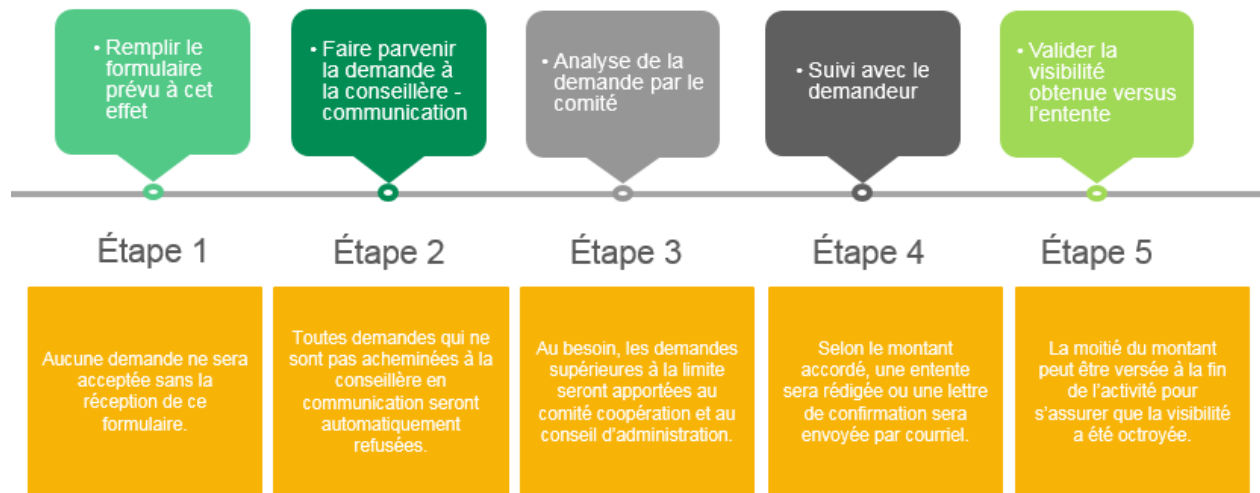 • Remplir le
formulaire
prévu à cet
effet
• Faire parvenir
la demande à
la conseillère -
communication
• Analyse de la
demande par le
comité
• Suivi avec le
demandeur
• Valider la
visibilité
obtenue versus
l'entente
Étape 1
Étape 2
Étape 3
Étape 4
Étape 5
Aucune demande ne sera
acceptée sans la
réception de ce
formulaire.
Toutes demandes qui ne
sont pas acheminées à la
conseillère en
communication seront
automatiquement
refusées.
Au besoin, les demandes
supérieures à la limite
seront apportées au
comité coopération et au
conseil d'administration.
Selon le montant
accordé, une entente
sera rédigée ou une lettre
de confirmation sera
envoyée par courriel.
La moitié du montant
peut être versée à la fin
de l'activité pour
s'assurer que la visibilité
a été octroyée.